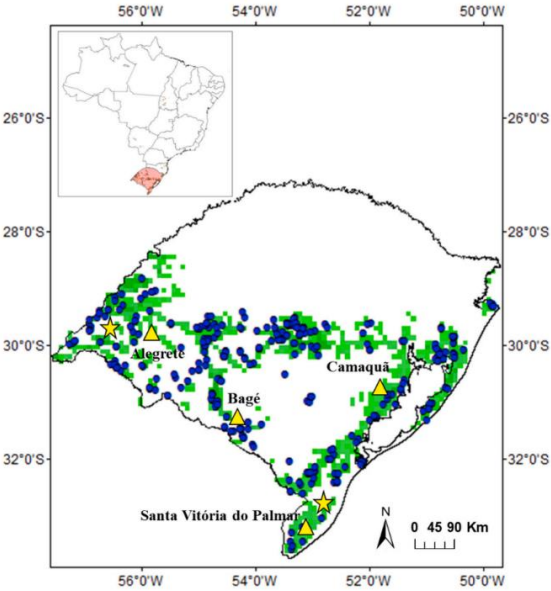 56°0'W 54°0'W 52°0'W 50°0'W
26°0'S 26°0'S
28°0'S 28°0'S
30°0'S 30°0'S
Alegrete
Camaquã
Bagé
32°0'S 32°0'S
Santa Vitória do Palmar
N
0 45 90 Km
56°0'W 54°0'W 52°0'W 50°0'W